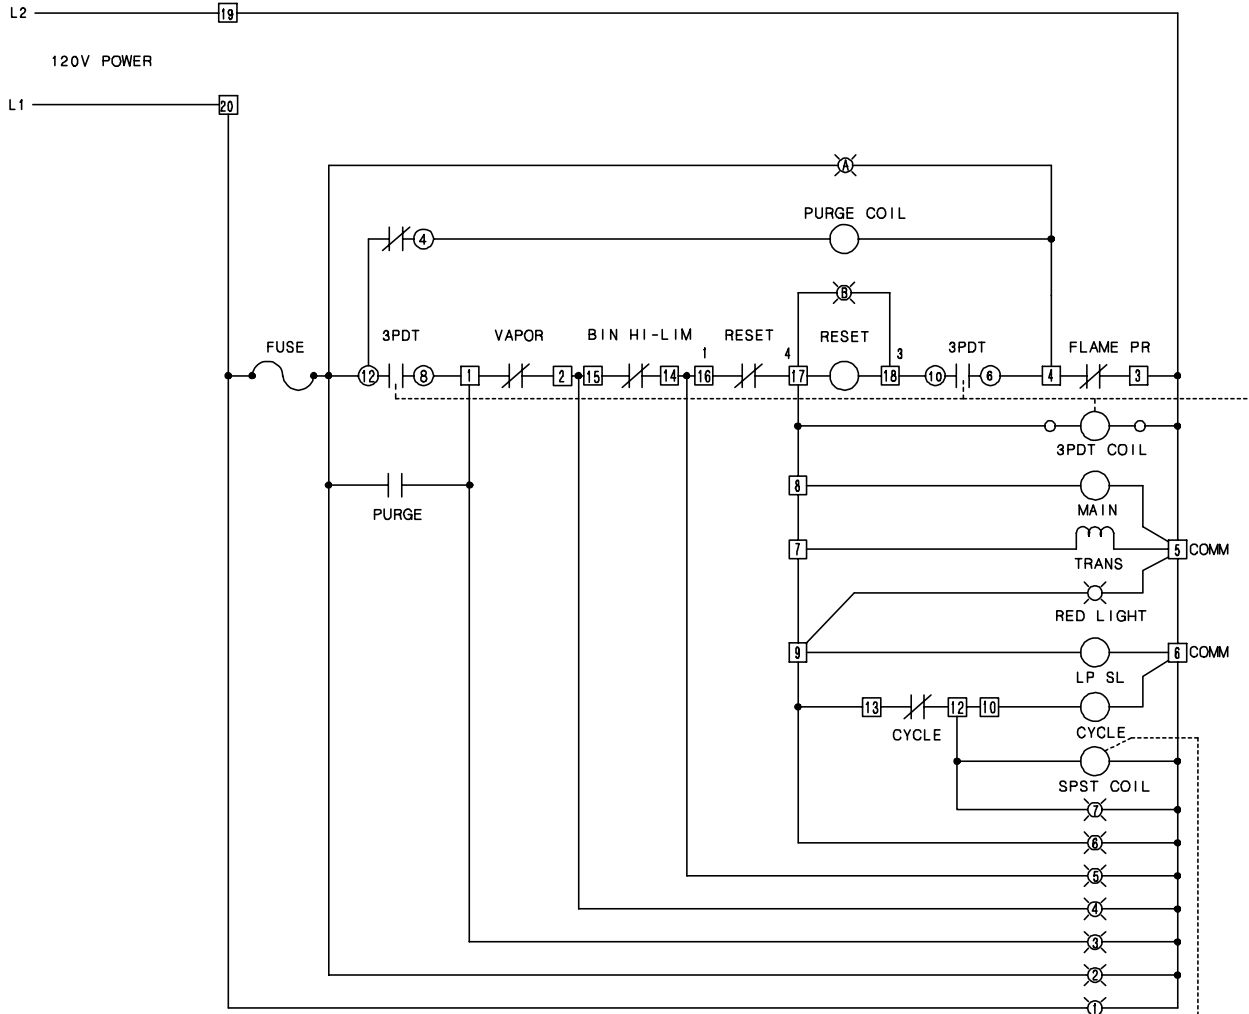 L2
19
120V POWER
L1
20
A
PURGE COIL
4
B
FUSE
3PDT
VAPOR
BIN HI-LIM
RESET
RESET
3PDT
FLAME PR
1
4
3
12
8
1
2
15
14
16
17
18
10
6
4
3
3PDT COIL
8
PURGE
MAIN
7
5
COMM
TRANS
RED LIGHT
9
6
COMM
LP SL
13
12
10
CYCLE
CYCLE
SPST COIL
7
6
5
4
3
2
1